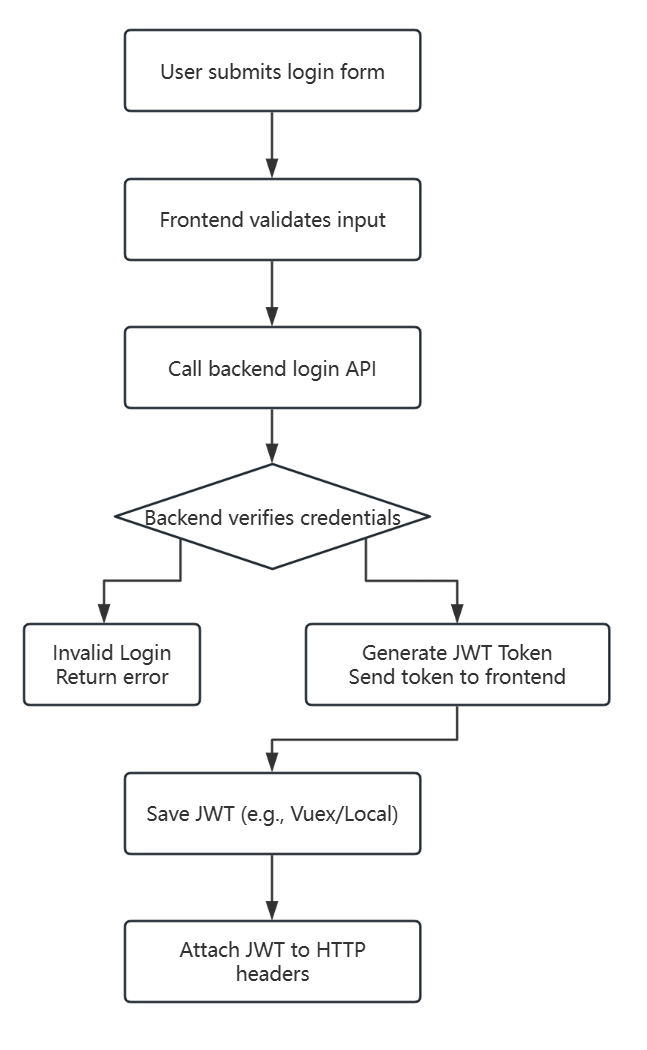 User submits login form
Frontend validates input
Call backend login API
Backend verifies credentials
Invalid Login
Return error
Generate JWT Token
Send token to frontend
Save JWT (e.g., Vuex/Local)
Attach JWT to HTTP
headers